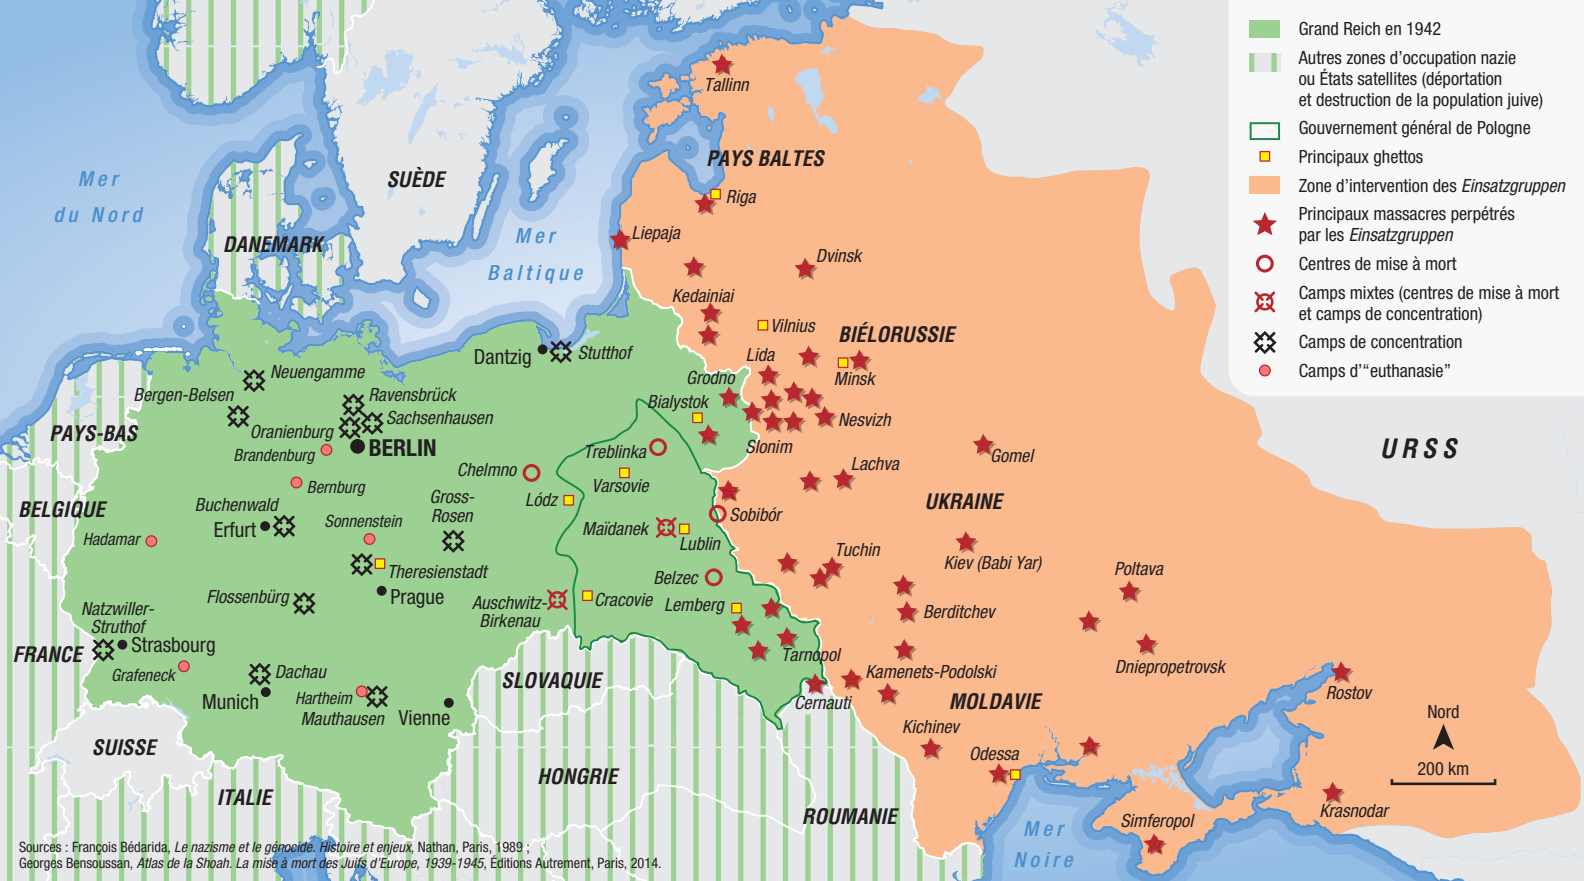 Grand Reich en 1942
Autres zones d'occupation nazie
ou États satellites (déportation
et destruction de la population juive)
Gouvernement général de Pologne
Principaux ghettos
Zone d'intervention des Einsatzgruppen
Principaux massacres perpétrés
par les Einsatzgruppen
Centres de mise à mort
Camps mixtes (centres de mise à mort
et camps de concentration)
Camps de concentration
Camps d'“euthanasie”
Mer
du Nord
SUÈDE
DANEMARK
Mer
Baltique
Tallinn
PAYS BALTES
Riga
Liepaja
Dvinsk
Kedainiai
Vilnius
BIÉLORUSSIE
Lida
Minsk
Grodno
Bialystok
Nesvizh
Slonim
Dantzig
Stutthof
Neuengamme
Bergen-Belsen
Ravensbrück
Sachsenhausen
Oranienburg
BERLIN
Brandenburg
PAYS-BAS
Bernburg
BELGIQUE
Buchenwald
Erfurt
Hadamar
Sonnenstein
Gross-
Rosen
Chelmno
Treblinka
Varsovie
Lódz
Maïdanek
Lublin
Sobibór
Lachva
Gomel
URSS
UKRAINE
Kiev (Babi Yar)
Tuchin
Poltava
Berditchev
Dniepropetrovsk
Theresienstadt
Prague
Flossenbürg
Auschwitz-
Birkenau
Cracovie
Belzec
Lemberg
Tarnopol
Cernauti
Kamenets-Podolski
MOLDAVIE
Kichinev
Odessa
Natzwiller-
Struthof
Strasbourg
FRANCE
Grafeneck
Dachau
Munich
Hartheim
Mauthausen
Vienne
SLOVAQUIE
SUISSE
ITALIE
HONGRIE
ROUMANIE
Rostov
Krasnodar
Simferopol
Mer
Noire
Nord
200 km
Sources : François Bédarida, Le nazisme et le génocide. Histoire et enjeux, Nathan, Paris, 1989 ;
Georges Bensoussan, Atlas de la Shoah. La mise à mort des Juifs d'Europe, 1939-1945, Éditions Autrement, Paris, 2014.